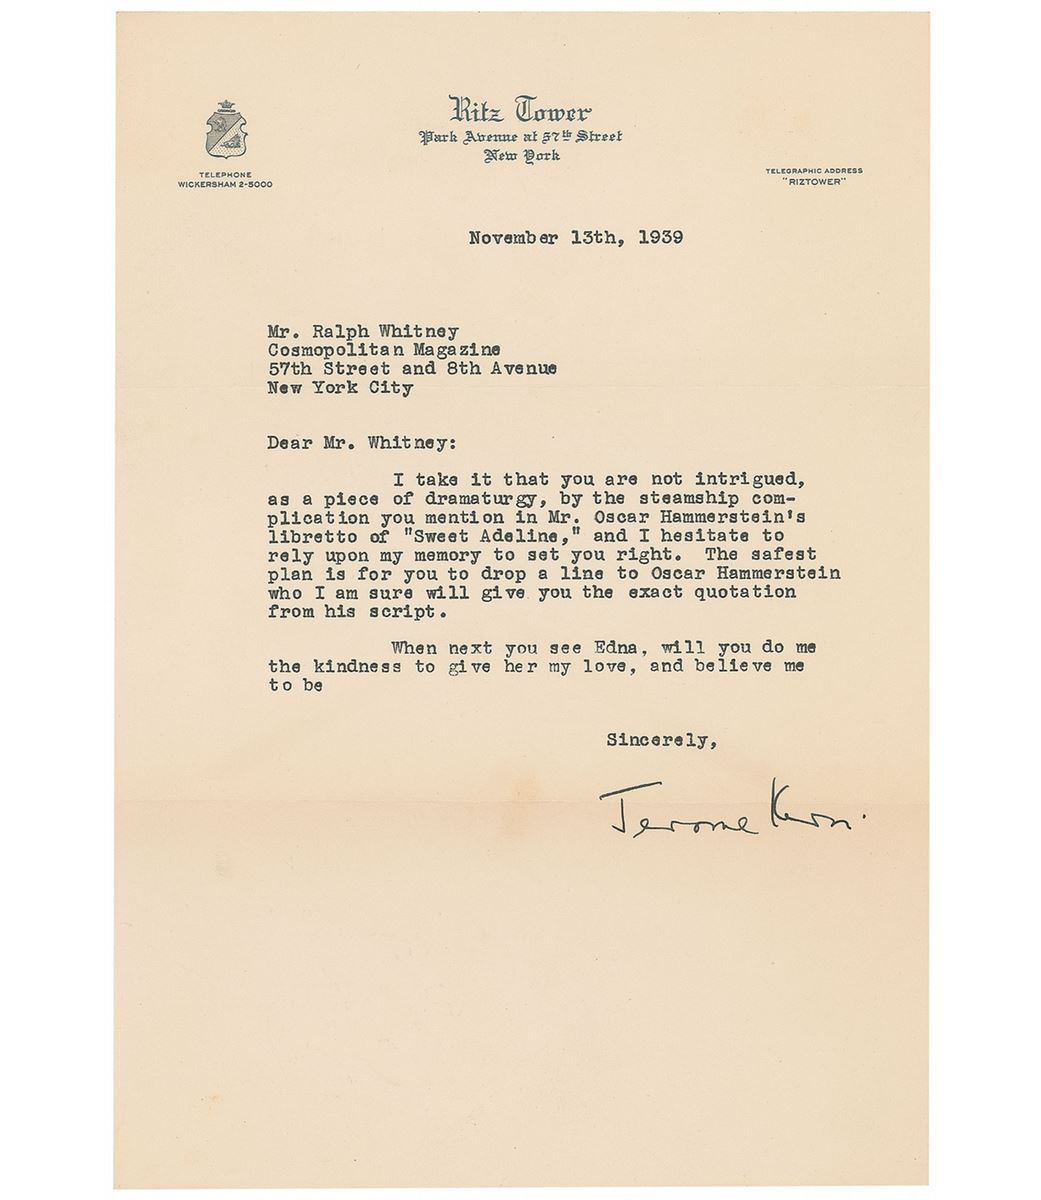 Ritz Tower
Park Avenue at 57th Street
New York
TELEPHONE
WICKERSHAM 2-5000
TELEGRAPHIC ADDRESS
"RIZTOWER"
November 13th, 1939
Mr. Ralph Whitney
Cosmopolitan Magazine
57th Street and 8th Avenue
New York City
Dear Mr. Whitney:
I take it that you are not intrigued,
as a piece of dramaturgy, by the steamship com-
plication you mention in Mr. Oscar Hammerstein's
libretto of "Sweet Adeline," and I hesitate to
rely upon my memory to set you right. The safest
plan is for you to drop a line to Oscar Hammerstein
who I am sure will give you the exact quotation
from his script.
When next you see Edna, will you do me
the kindness to give her my love, and believe me
to be
Sincerely,
Jerome Kern.